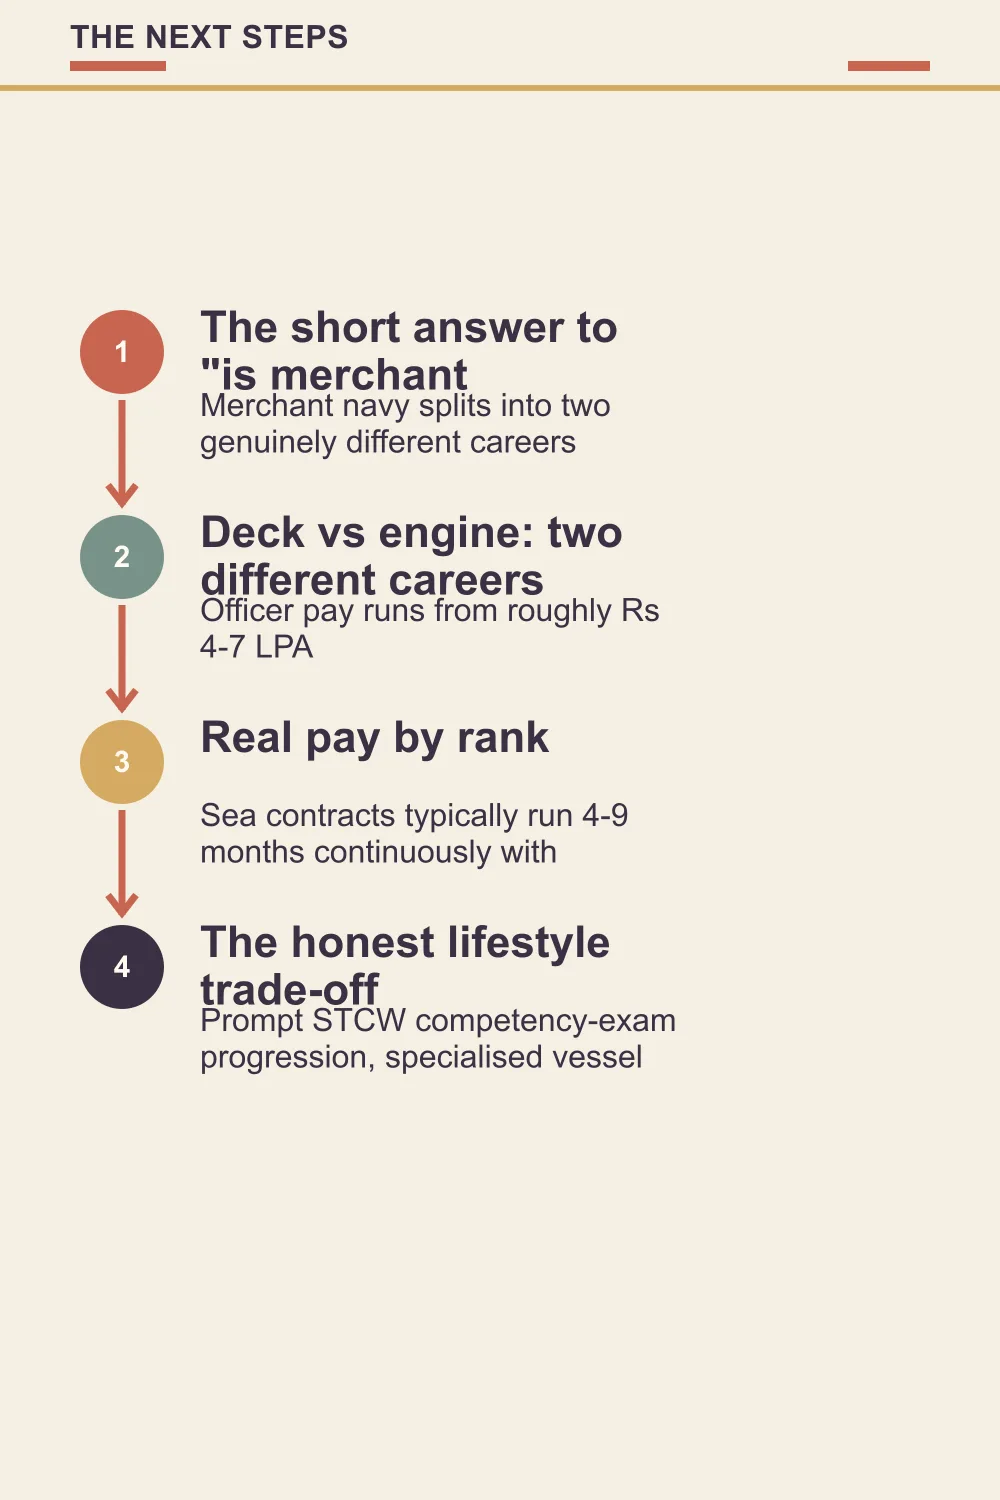 THE NEXT STEPS
1
The short answer to
"is merchant
Merchant navy splits into two
genuinely different careers
2
Deck vs engine: two
different careers
Officer pay runs from roughly Rs
4-7 LPA
3
Real pay by rank
Sea contracts typically run 4-9
months continuously with
4
The honest lifestyle
trade-off
Prompt STCW competency-exam
progression, specialised vessel